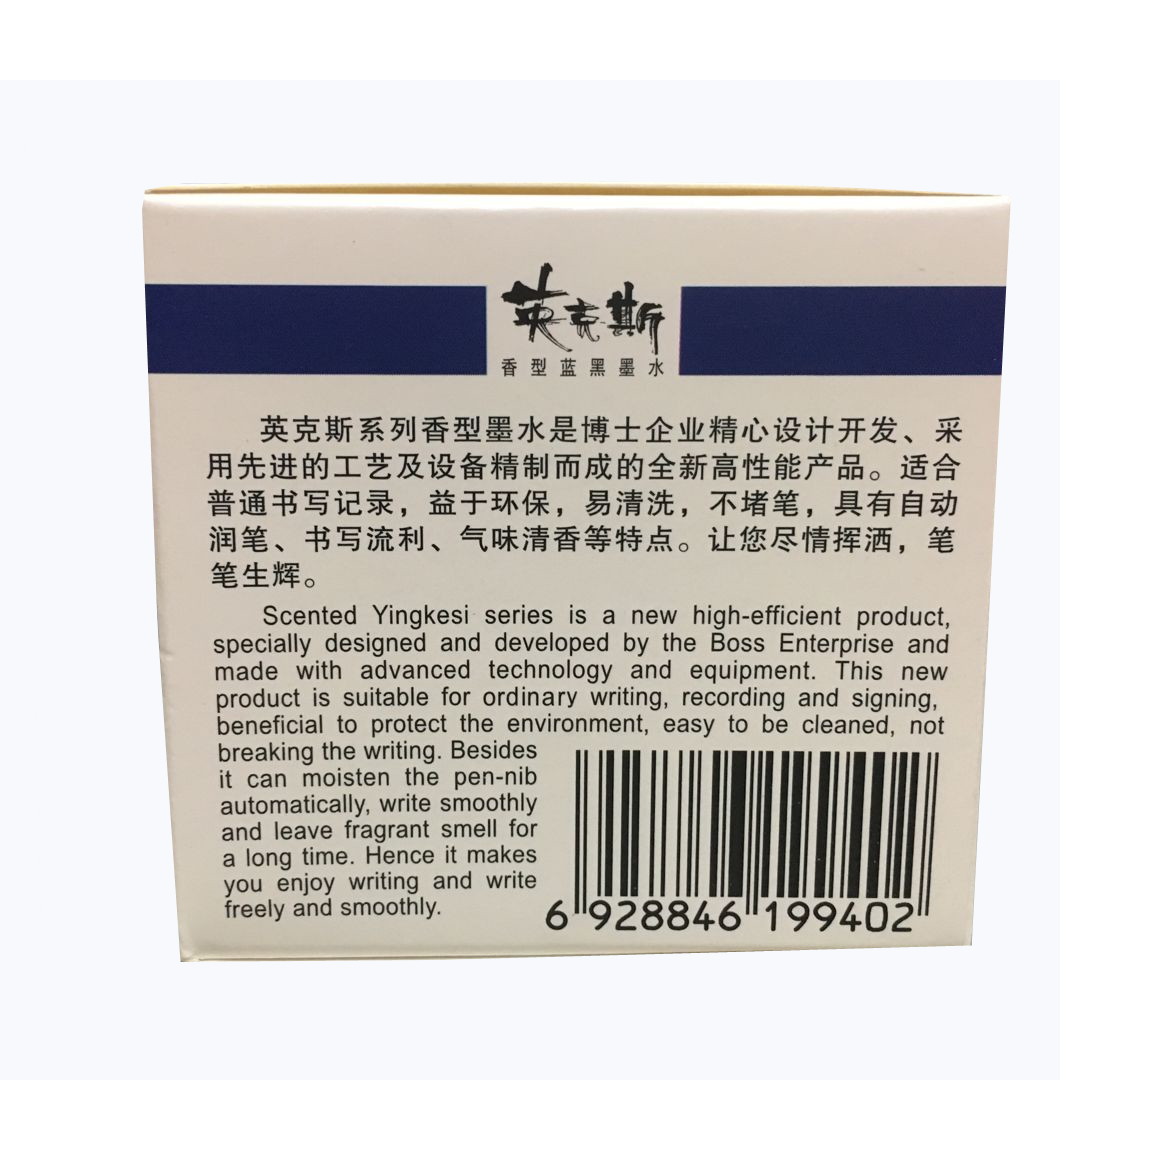 英克斯
香型蓝黑墨水
英克斯系列香型墨水是博士企业精心设计开发、采
用先进的工艺及设备精制而成的全新高性能产品。适合
普通书写记录，益于环保，易清洗，不堵笔，具有自动
润笔、书写流利、气味清香等特点。让您尽情挥洒，笔
笔生辉。
Scented Yingkesi series is a new high-efficient product,
specially designed and developed by the Boss Enterprise and
made with advanced technology and equipment. This new
product is suitable for ordinary writing, recording and signing,
beneficial to protect the environment, easy to be cleaned, not
breaking the writing. Besides
it can moisten the pen-nib
automatically, write smoothly
and leave fragrant smell for
a long time. Hence it makes
you enjoy writing and write
freely and smoothly.
6 928846 199402